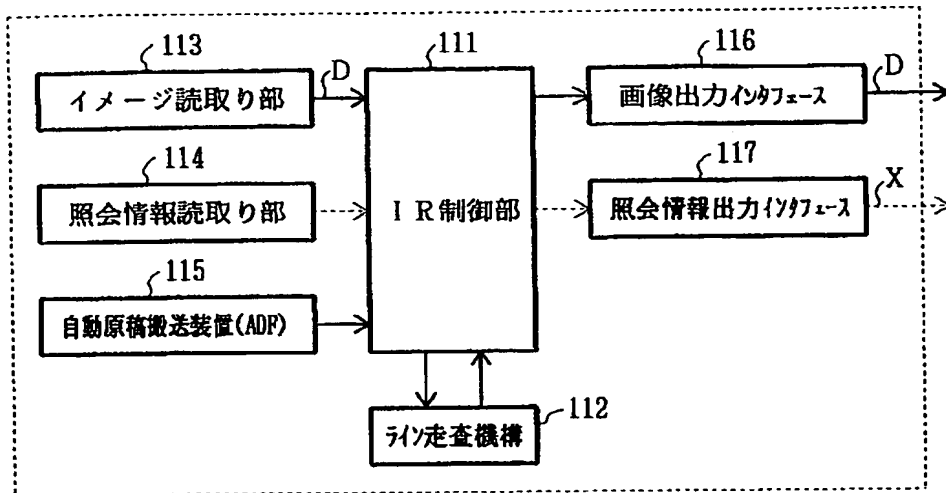 113
イメージ読取り部
D
111
IR制御部
116
画像出力インタフェース
D
114
照会情報読取り部
117
照会情報出力インタフェース
X
115
自動原稿搬送装置(ADF)
112
ライン走査機構